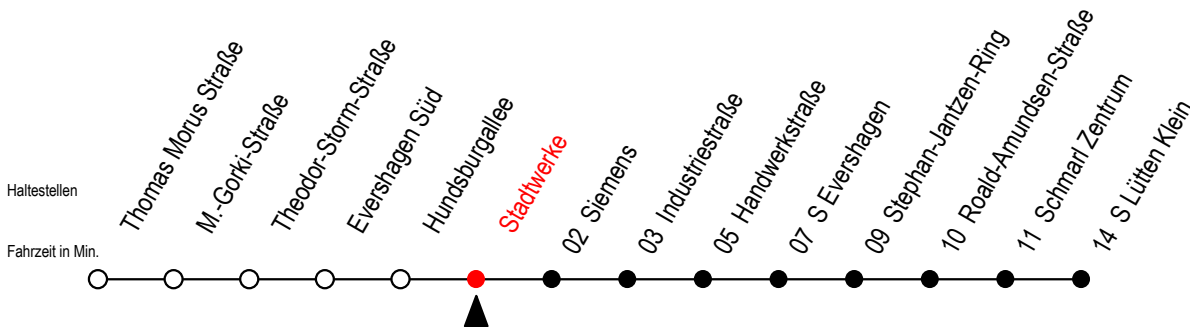 Haltestellen
Fahrzeit in Min.
Thomas Morus Straße
M.-Gorki-Straße
Theodor-Storm-Straße
Evershagen Süd
Hundsburgallee
Stadtwerke
02 Siemens
03 Industriestraße
05 Handwerkstraße
07 S Evershagen
09 Stephan-Jantzen-Ring
10 Roald-Amundsen-Straße
11 Schmarl Zentrum
14 S Lütten Klein